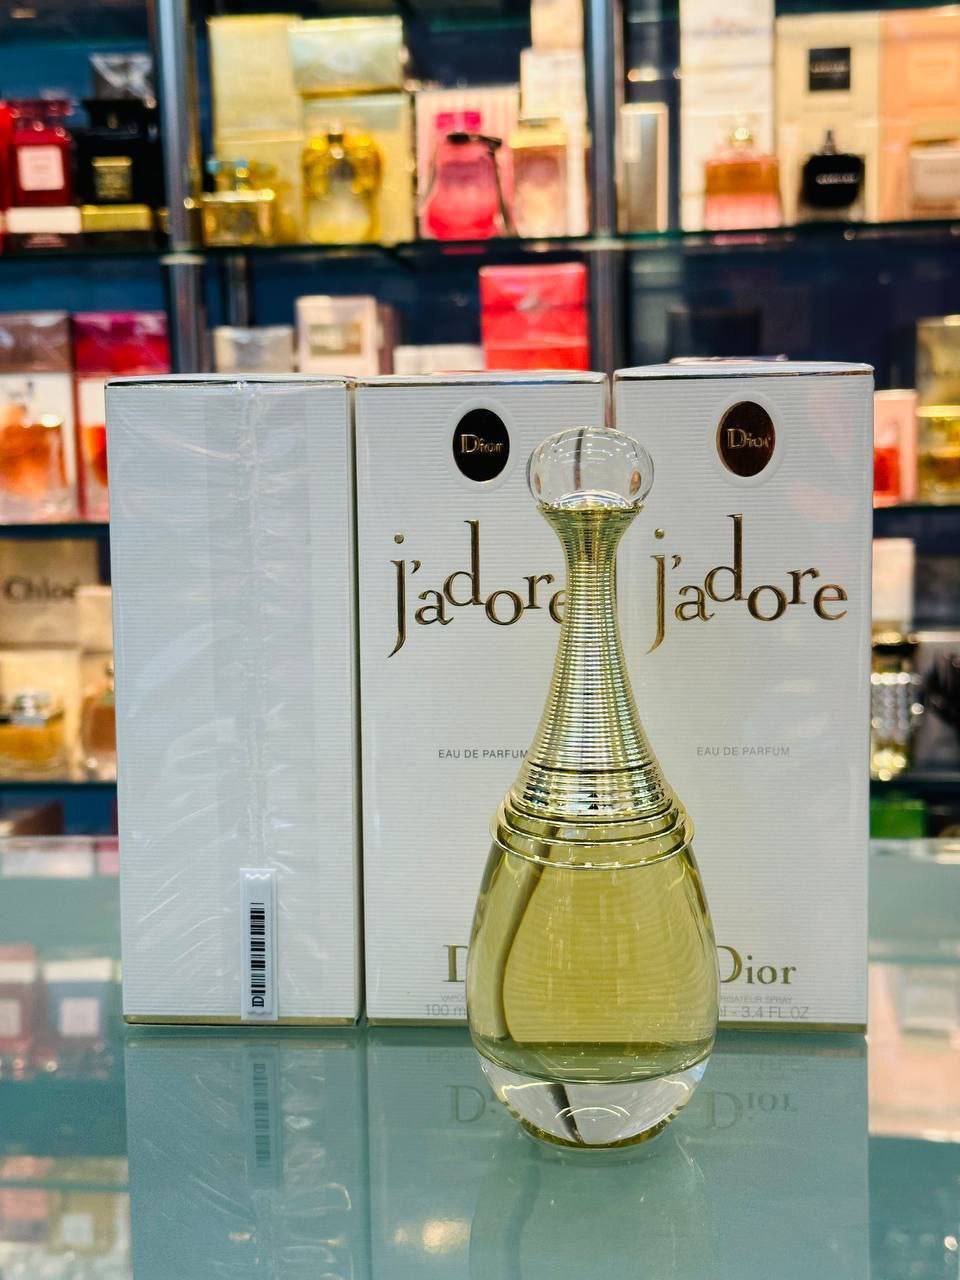 Dior
Dior
j'adore
j'adore
EAU DE PARFUM
EAU DE PARFUM
Dior
3.4 FL.OZ
100 m
Chloé